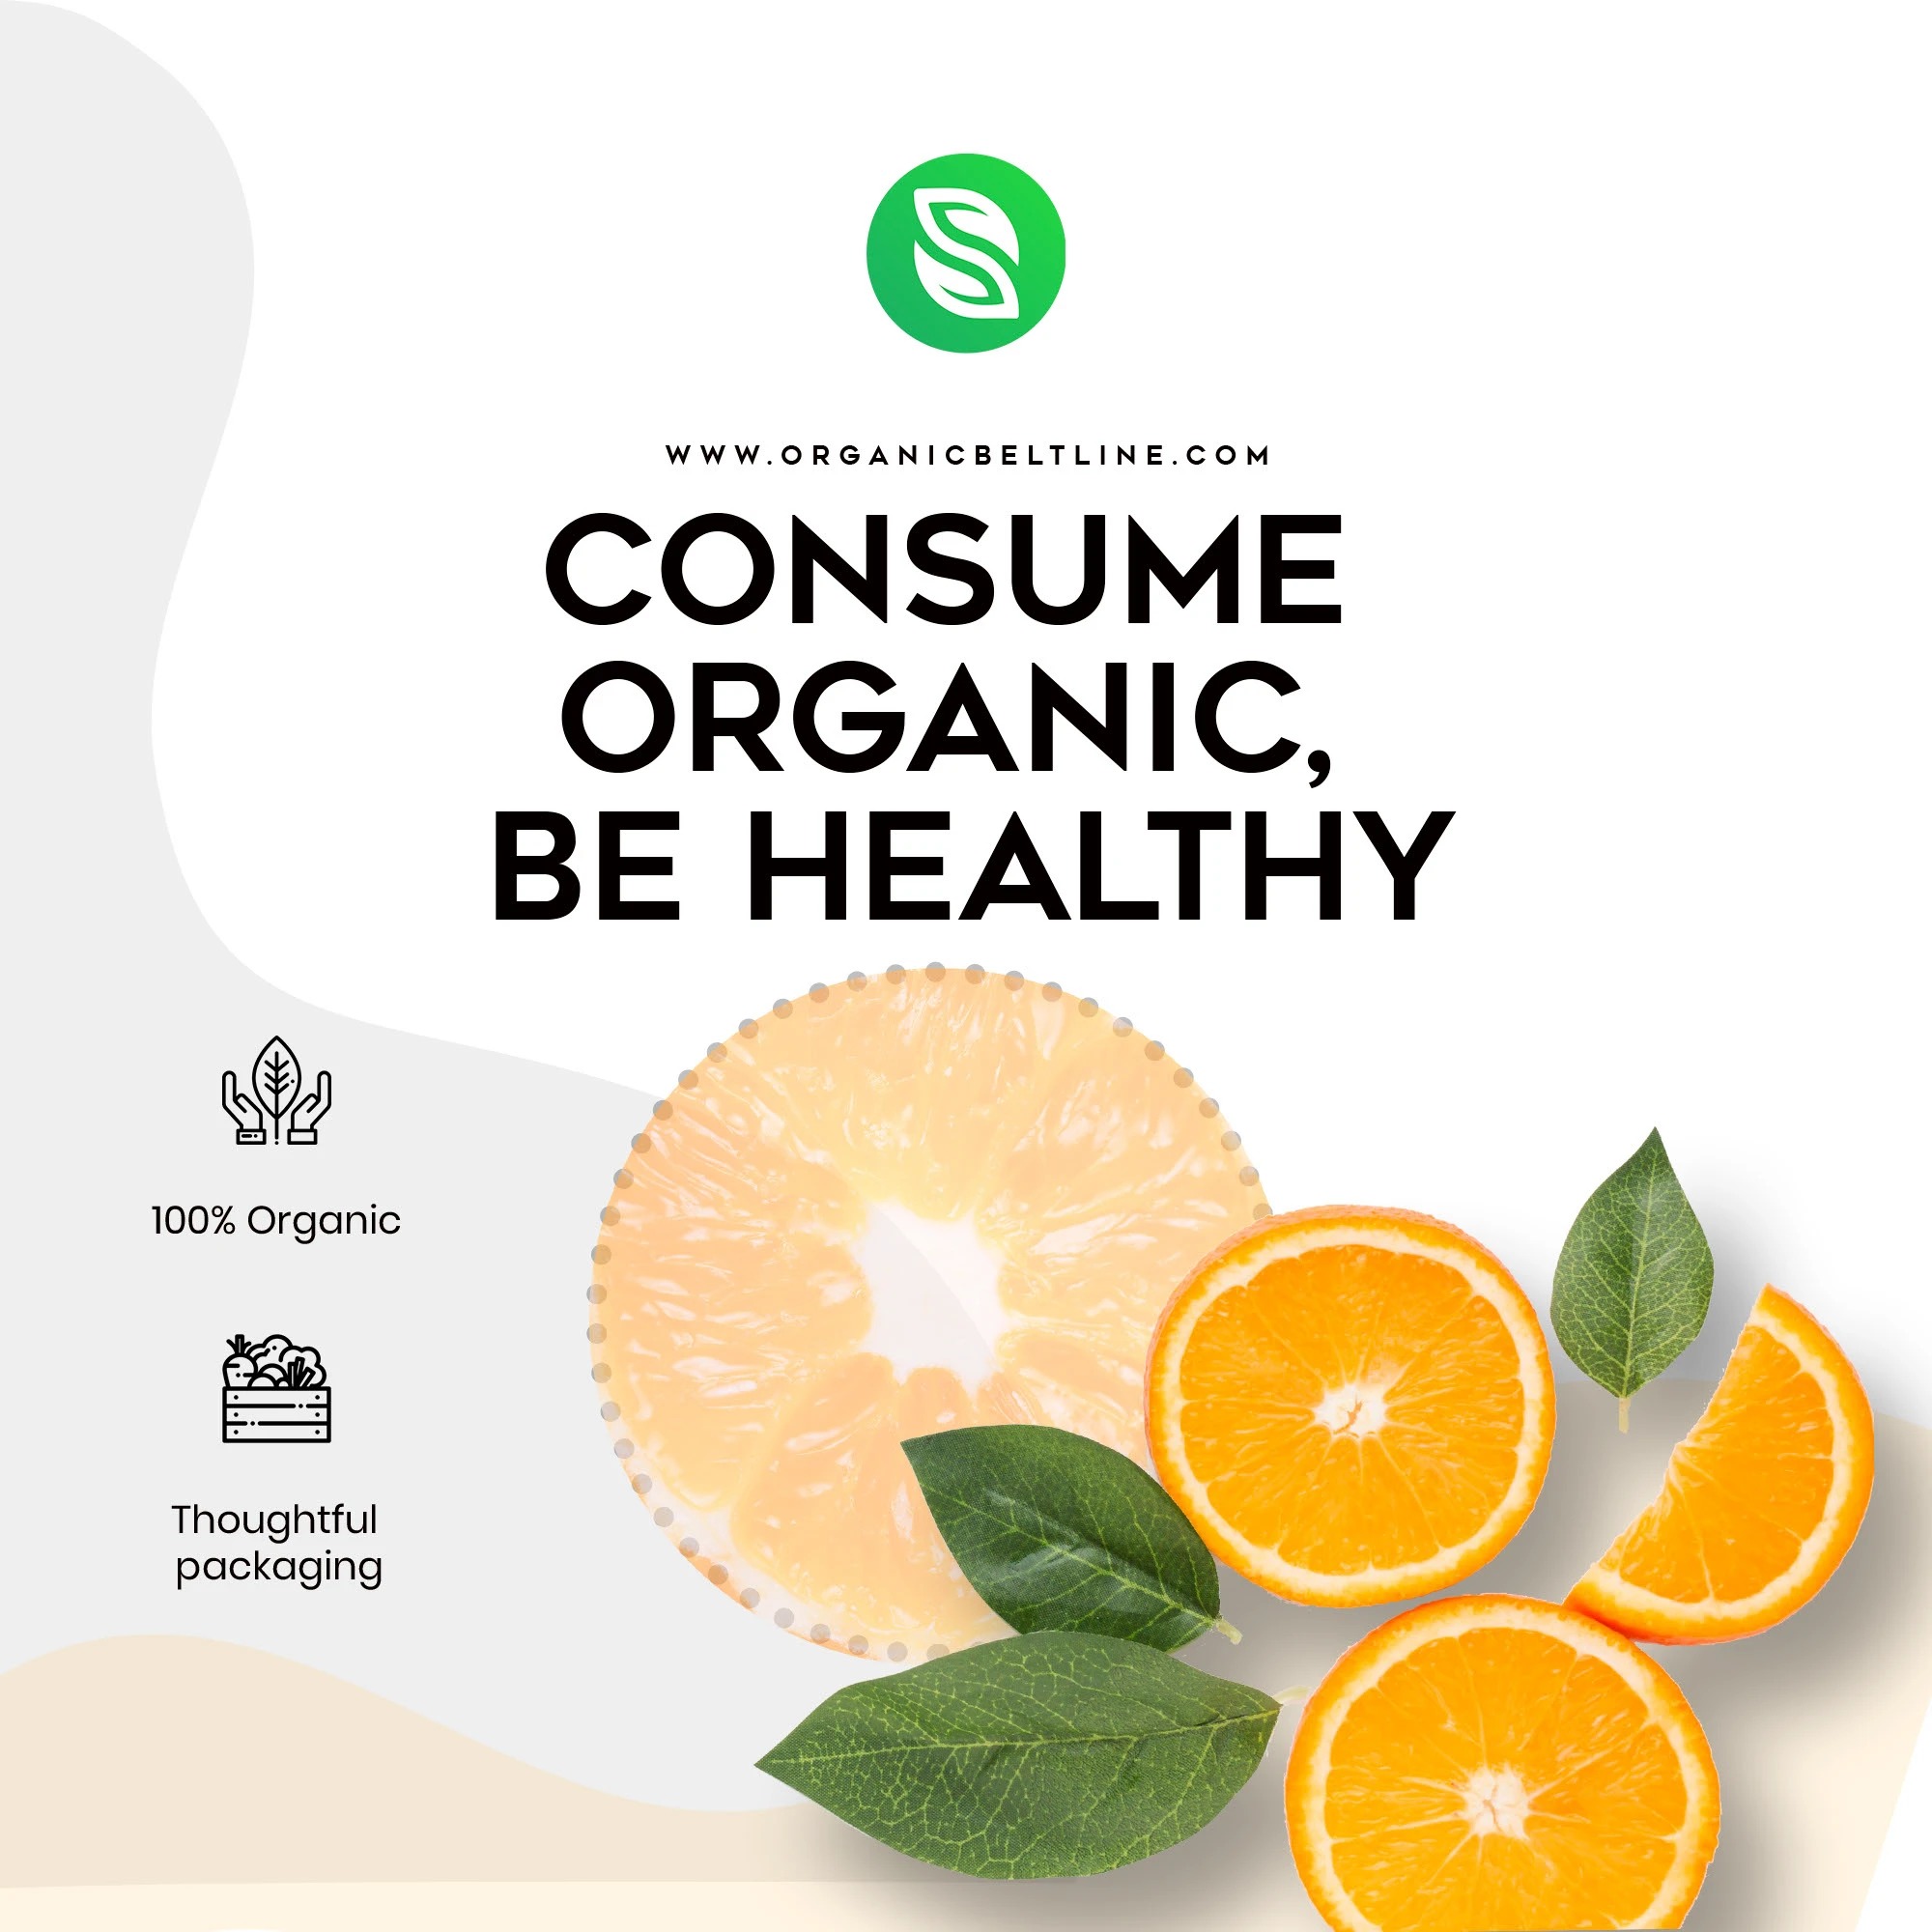 WWW.ORGANICBELTLINE.COM
CONSUME
ORGANIC,
BE HEALTHY
100% Organic
Thoughtful
packaging